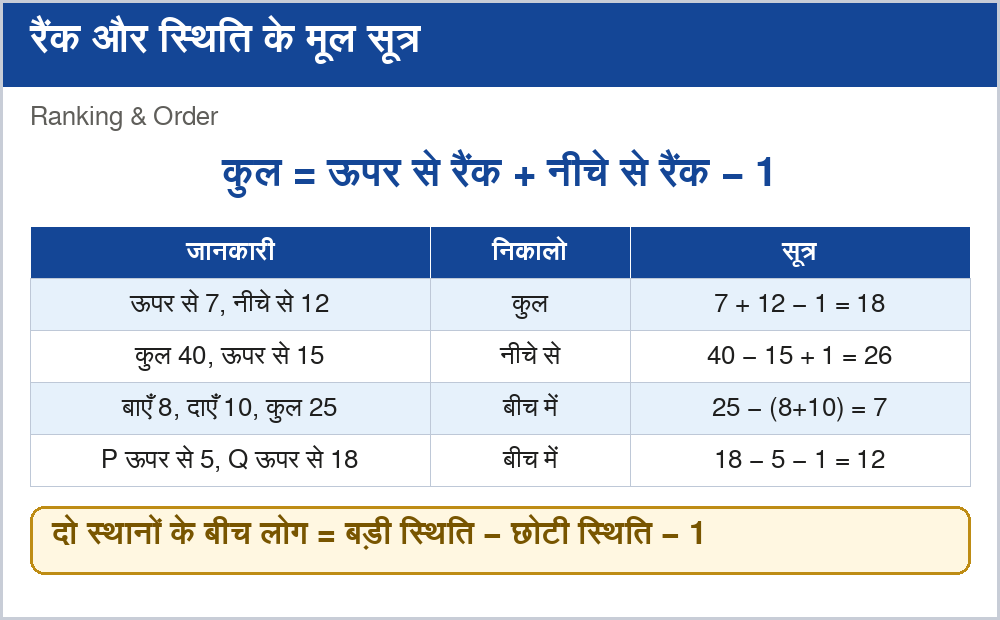 रैंक और स्थिति के मूल सूत्र
Ranking & Order
कुल = ऊपर से रैंक + नीचे से रैंक – 1
जानकारी निकालो सूत्र
ऊपर से 7, नीचे से 12 कुल 7 + 12 – 1 = 18
कुल 40, ऊपर से 15 नीचे से 40 – 15 + 1 = 26
बाएँ 8, दाएँ 10, कुल 25 बीच में 25 – (8+10) = 7
P ऊपर से 5, Q ऊपर से 18 बीच में 18 – 5 – 1 = 12
दो स्थानों के बीच लोग = बड़ी स्थिति – छोटी स्थिति – 1